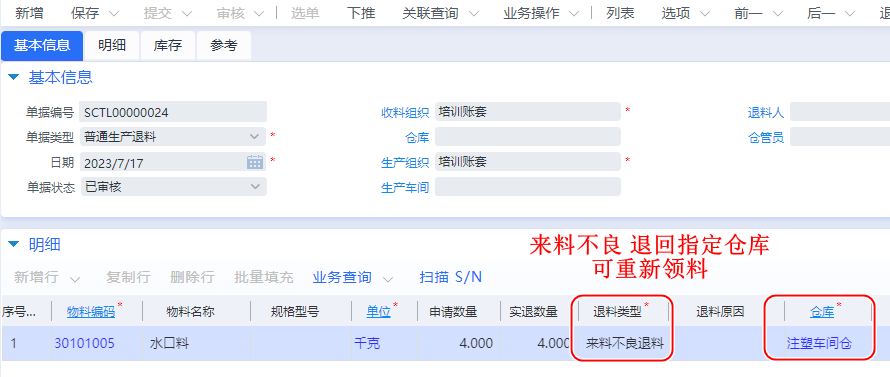 新增 保存 提交 审核 选单 下推 关联查询 业务操作 列表 选项 前一 后一
基本信息 明细 库存 参考
基本信息
单据编号 SCTL00000024 收料组织 培训账套 * 退料人
单据类型 普通生产退料 * 仓库 仓管员
日期 2023/7/17 * 生产组织 培训账套 *
单据状态 已审核 生产车间
明细
来料不良 退回指定仓库
可重新领料
新增行 复制行 删除行 批量填充 业务查询 扫描 S/N
序号... 物料编码* 物料名称 规格型号 单位* 申请数量 实退数量 退料类型* 退料原因 仓库*
1 30101005 水口料 千克 4.000 4.000 来料不良退料 注塑车间仓